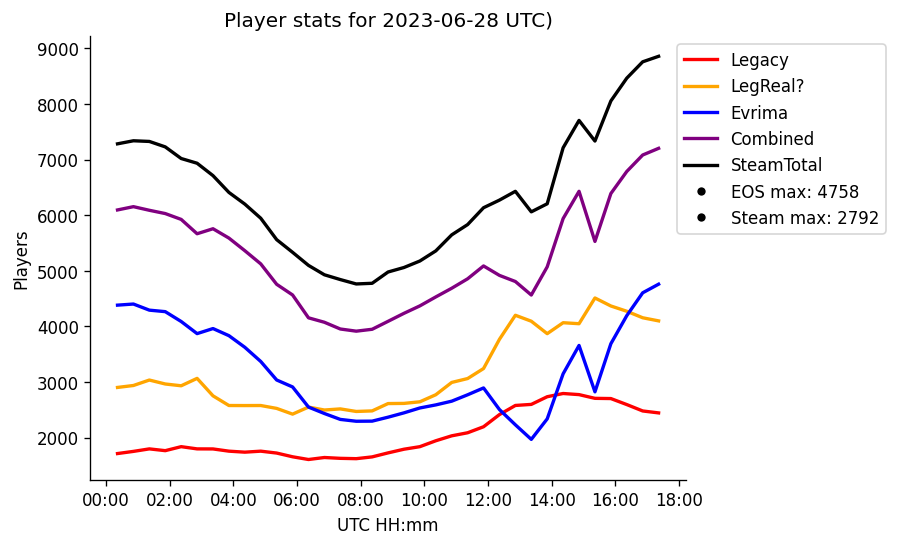 Player stats for 2023-06-28 UTC)
9000
8000
7000
6000
5000
4000
3000
2000
Players
00:00 02:00 04:00 06:00 08:00 10:00 12:00 14:00 16:00 18:00
UTC HH:mm
Legacy
LegReal?
Evrima
Combined
SteamTotal
EOS max: 4758
Steam max: 2792